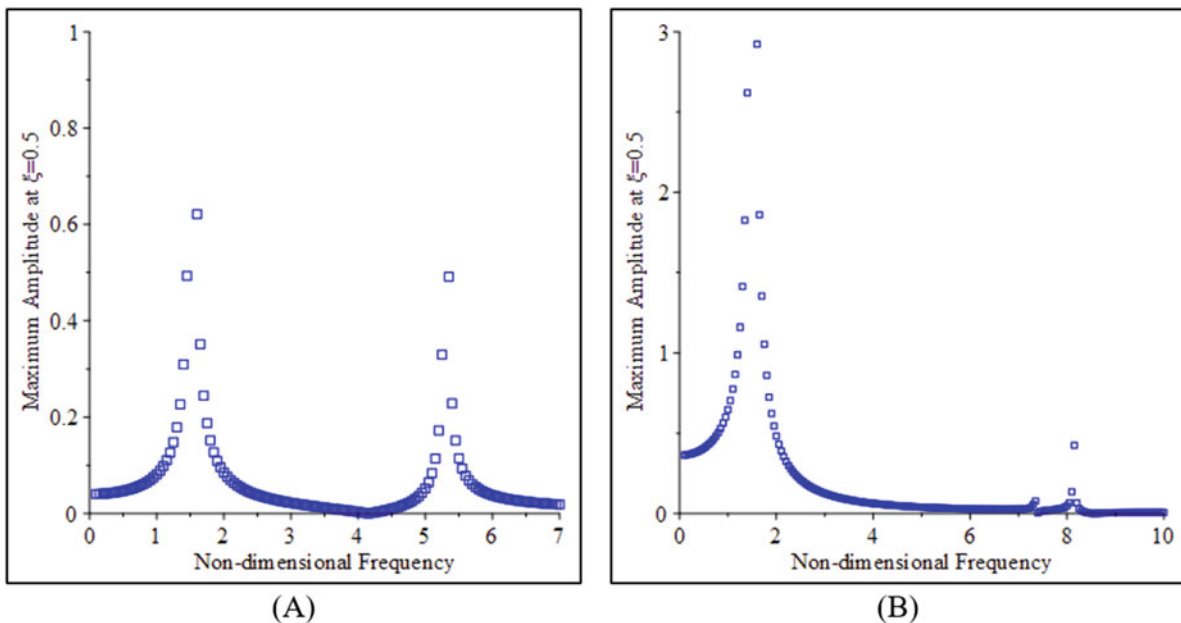 1
0.8
0.6
0.4
0.2
0
Maximum Amplitude at ξ=0.5
0 1 2 3 4 5 6 7
Non-dimensional Frequency
(A)
3
2
1
0
Maximum Amplitude at ξ=0.5
0 2 4 6 8 10
Non-dimensional Frequency
(B)